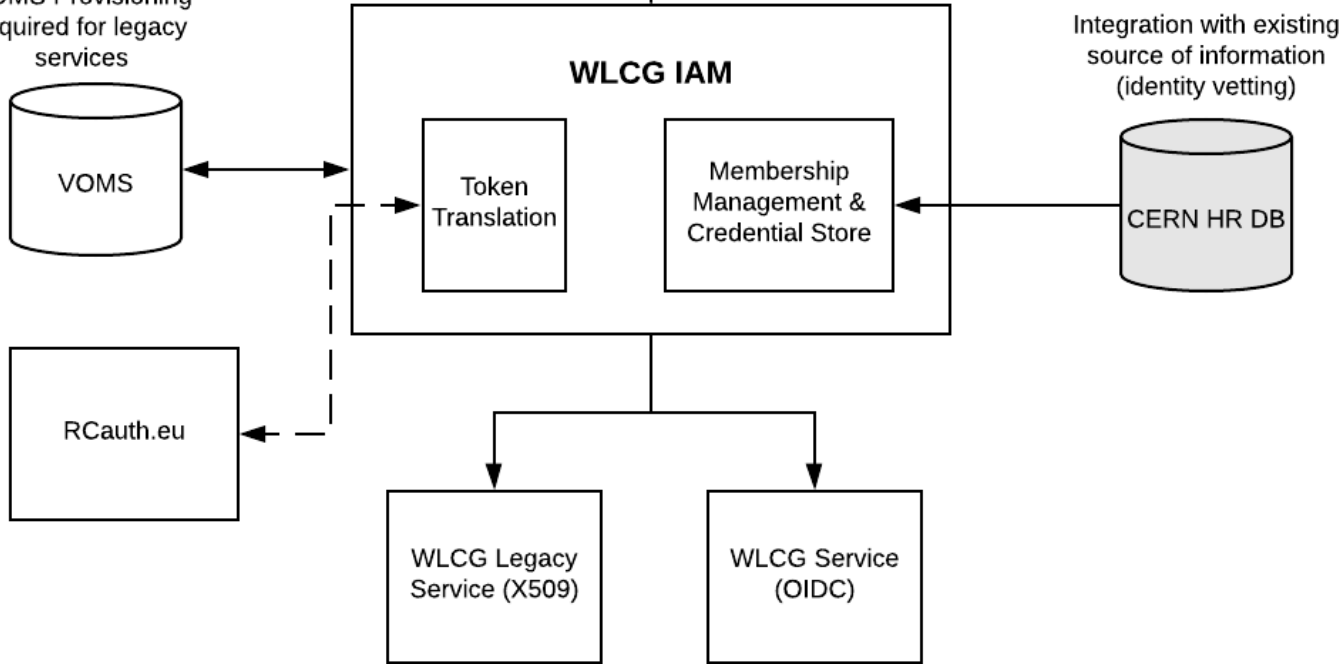 quired for legacy
services
VOMS
WLCG IAM
Token
Translation
Membership
Management &
Credential Store
Integration with existing
source of information
(identity vetting)
CERN HR DB
RCauth.eu
WLCG Legacy
Service (X509)
WLCG Service
(OIDC)